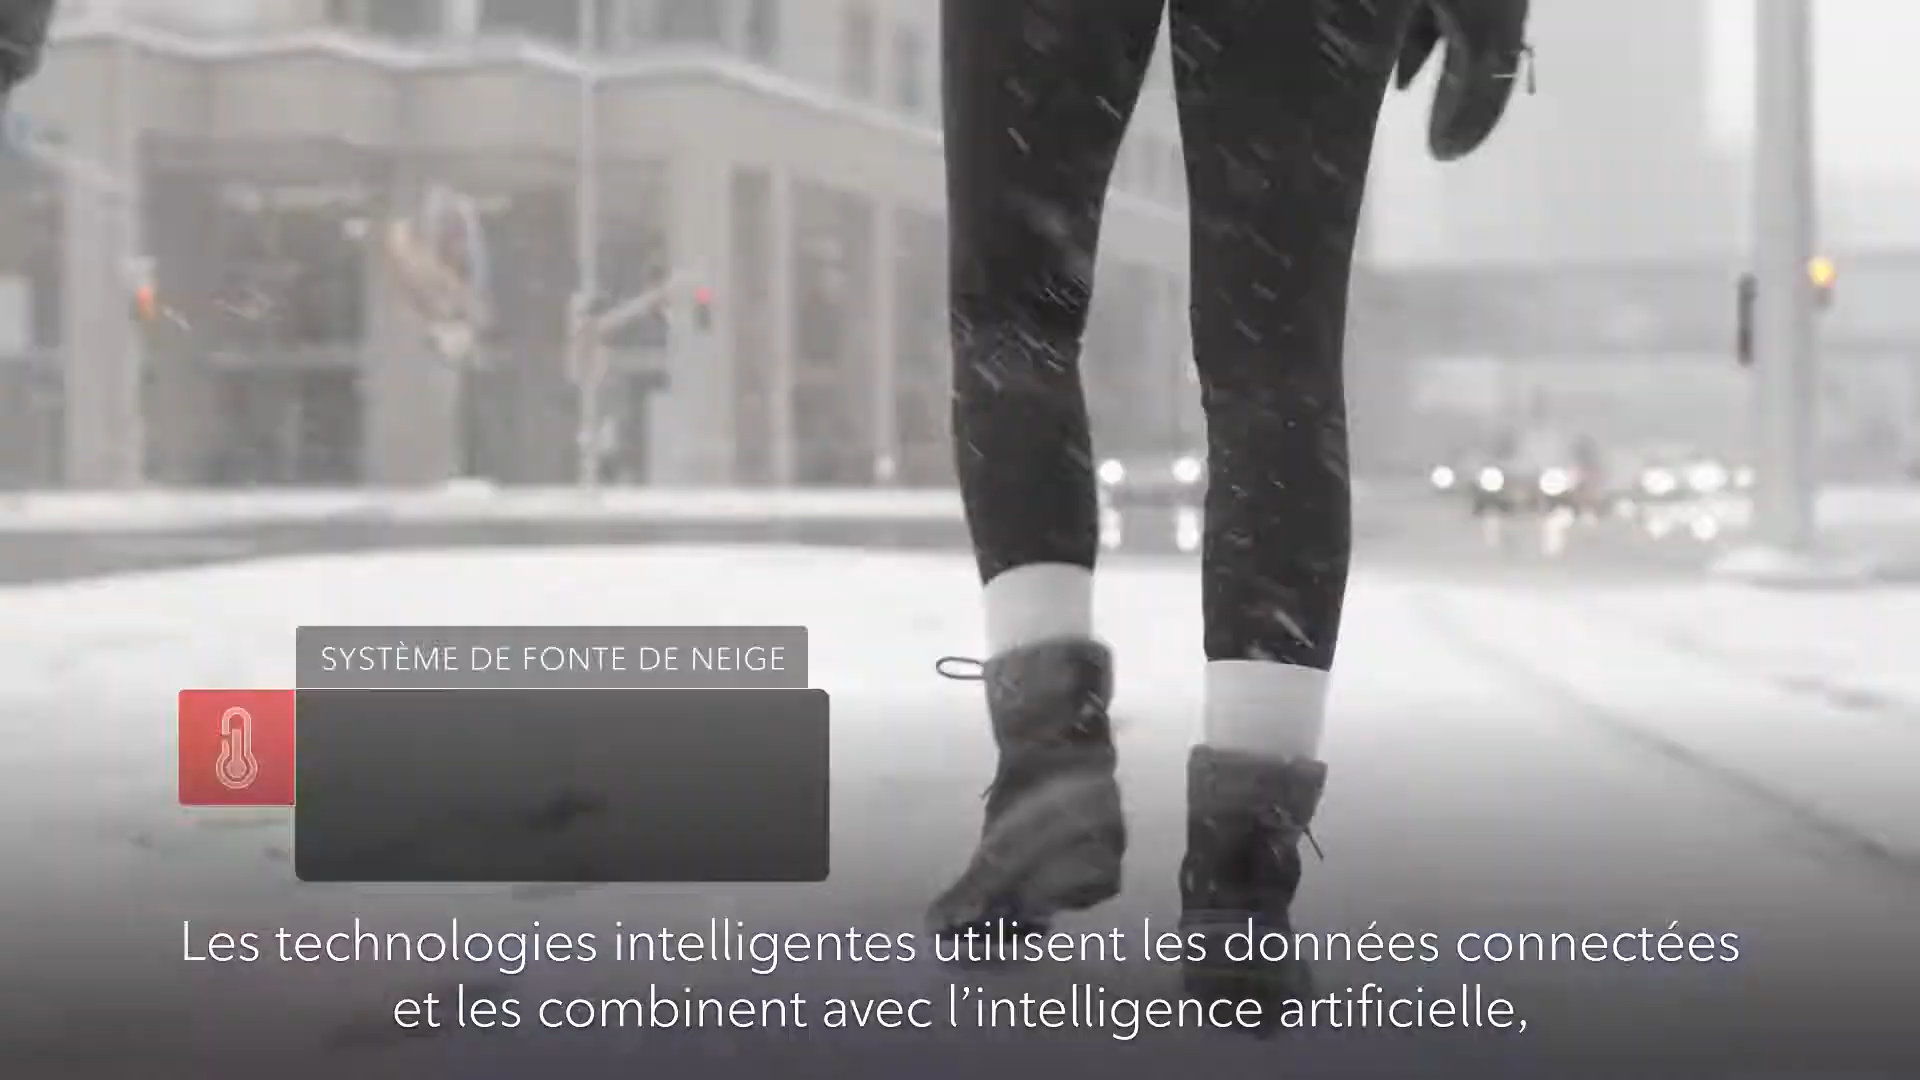 SYSTÈME DE FONTE DE NEIGE
Les technologies intelligentes utilisent les données connectées
et les combinent avec l’intelligence artificielle,